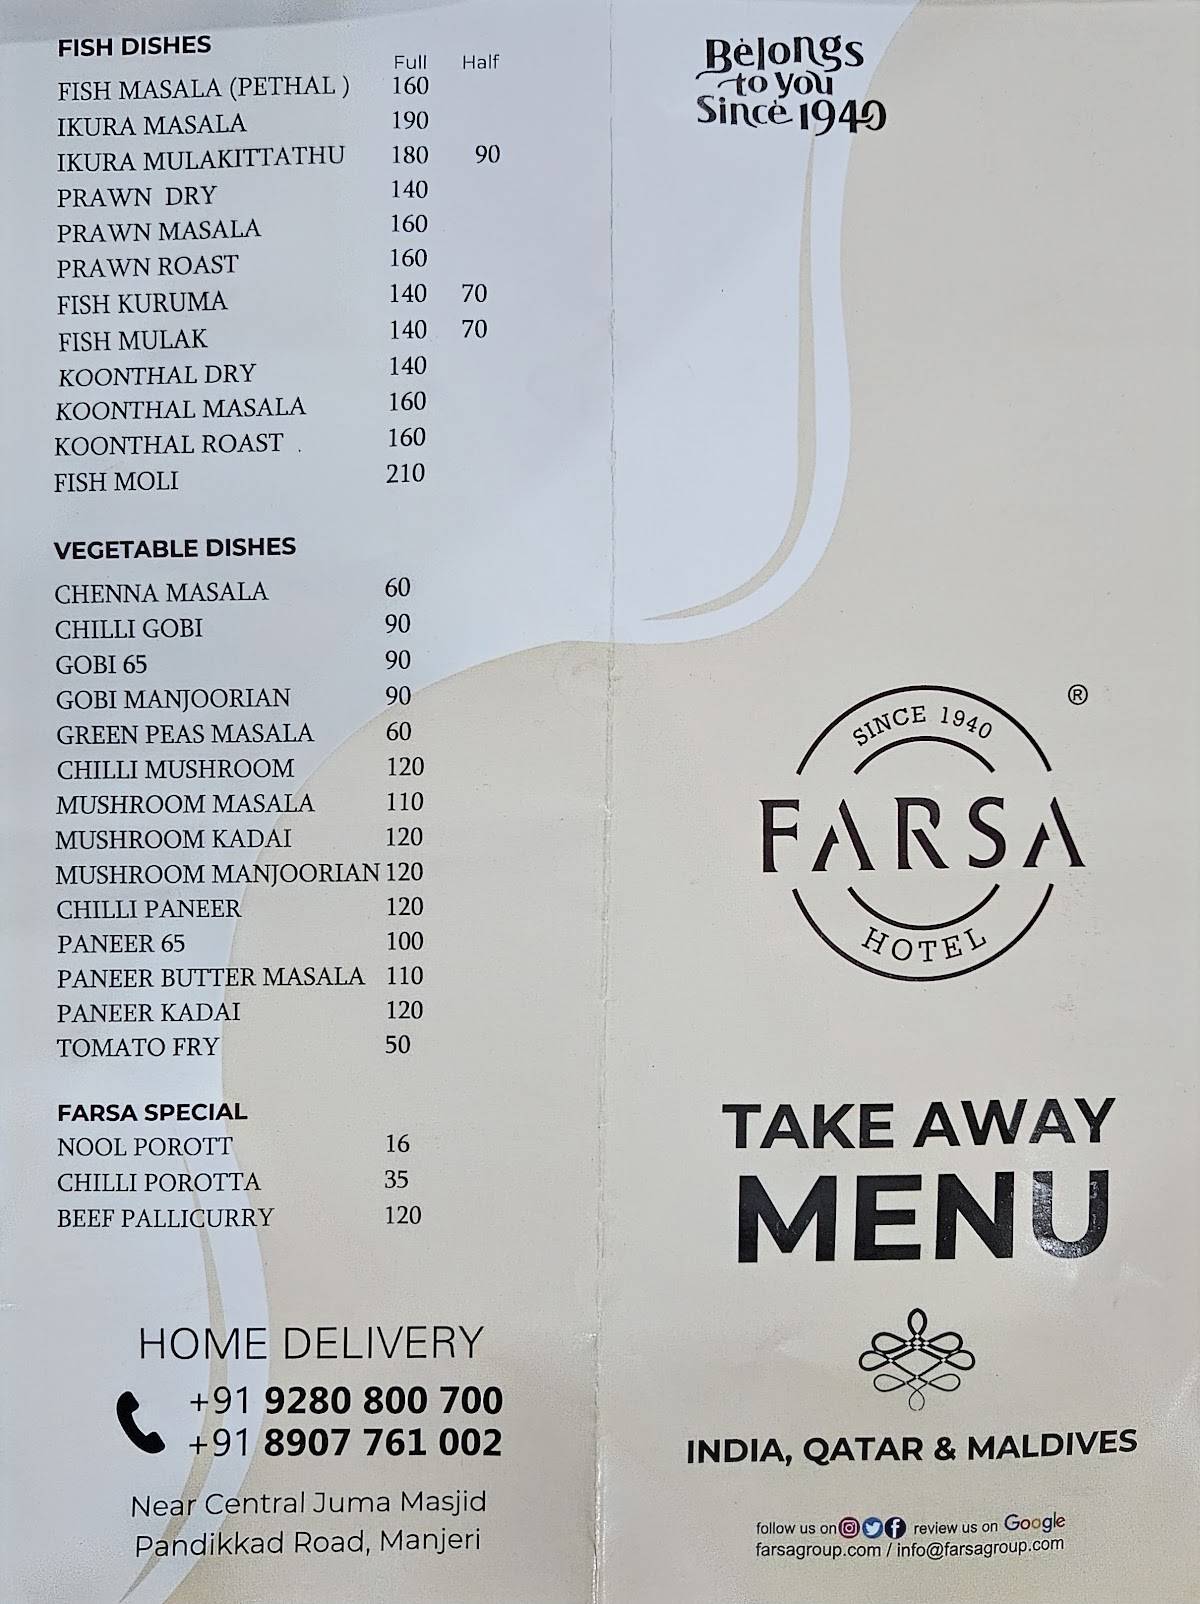 FISH DISHES
Full Half
FISH MASALA (PETHAL ) 160
IKURA MASALA 190
IKURA MULAKITTATHU 180 90
PRAWN DRY 140
PRAWN MASALA 160
PRAWN ROAST 160
FISH KURUMA 140 70
FISH MULAK 140 70
KOONTHAL DRY 140
KOONTHAL MASALA 160
KOONTHAL ROAST . 160
FISH MOLI 210
VEGETABLE DISHES
CHENNA MASALA 60
CHILLI GOBI 90
GOBI 65 90
GOBI MANJOORIAN 90
GREEN PEAS MASALA 60
CHILLI MUSHROOM 120
MUSHROOM MASALA 110
MUSHROOM KADAI 120
MUSHROOM MANJOORIAN 120
CHILLI PANEER 120
PANEER 65 100
PANEER BUTTER MASALA 110
PANEER KADAI 120
TOMATO FRY 50
FARSA SPECIAL
NOOL POROTT 16
CHILLI POROTTA 35
BEEF PALLICURRY 120
HOME DELIVERY
+91 9280 800 700
+91 8907 761 002
Near Central Juma Masjid
Pandikkad Road, Manjeri
Belongs
to you
Since 1940
®
SINCE 1940
FARSA
HOTEL
TAKE AWAY
MENU
INDIA, QATAR & MALDIVES
follow us on review us on Google
farsagroup.com / info@farsagroup.com